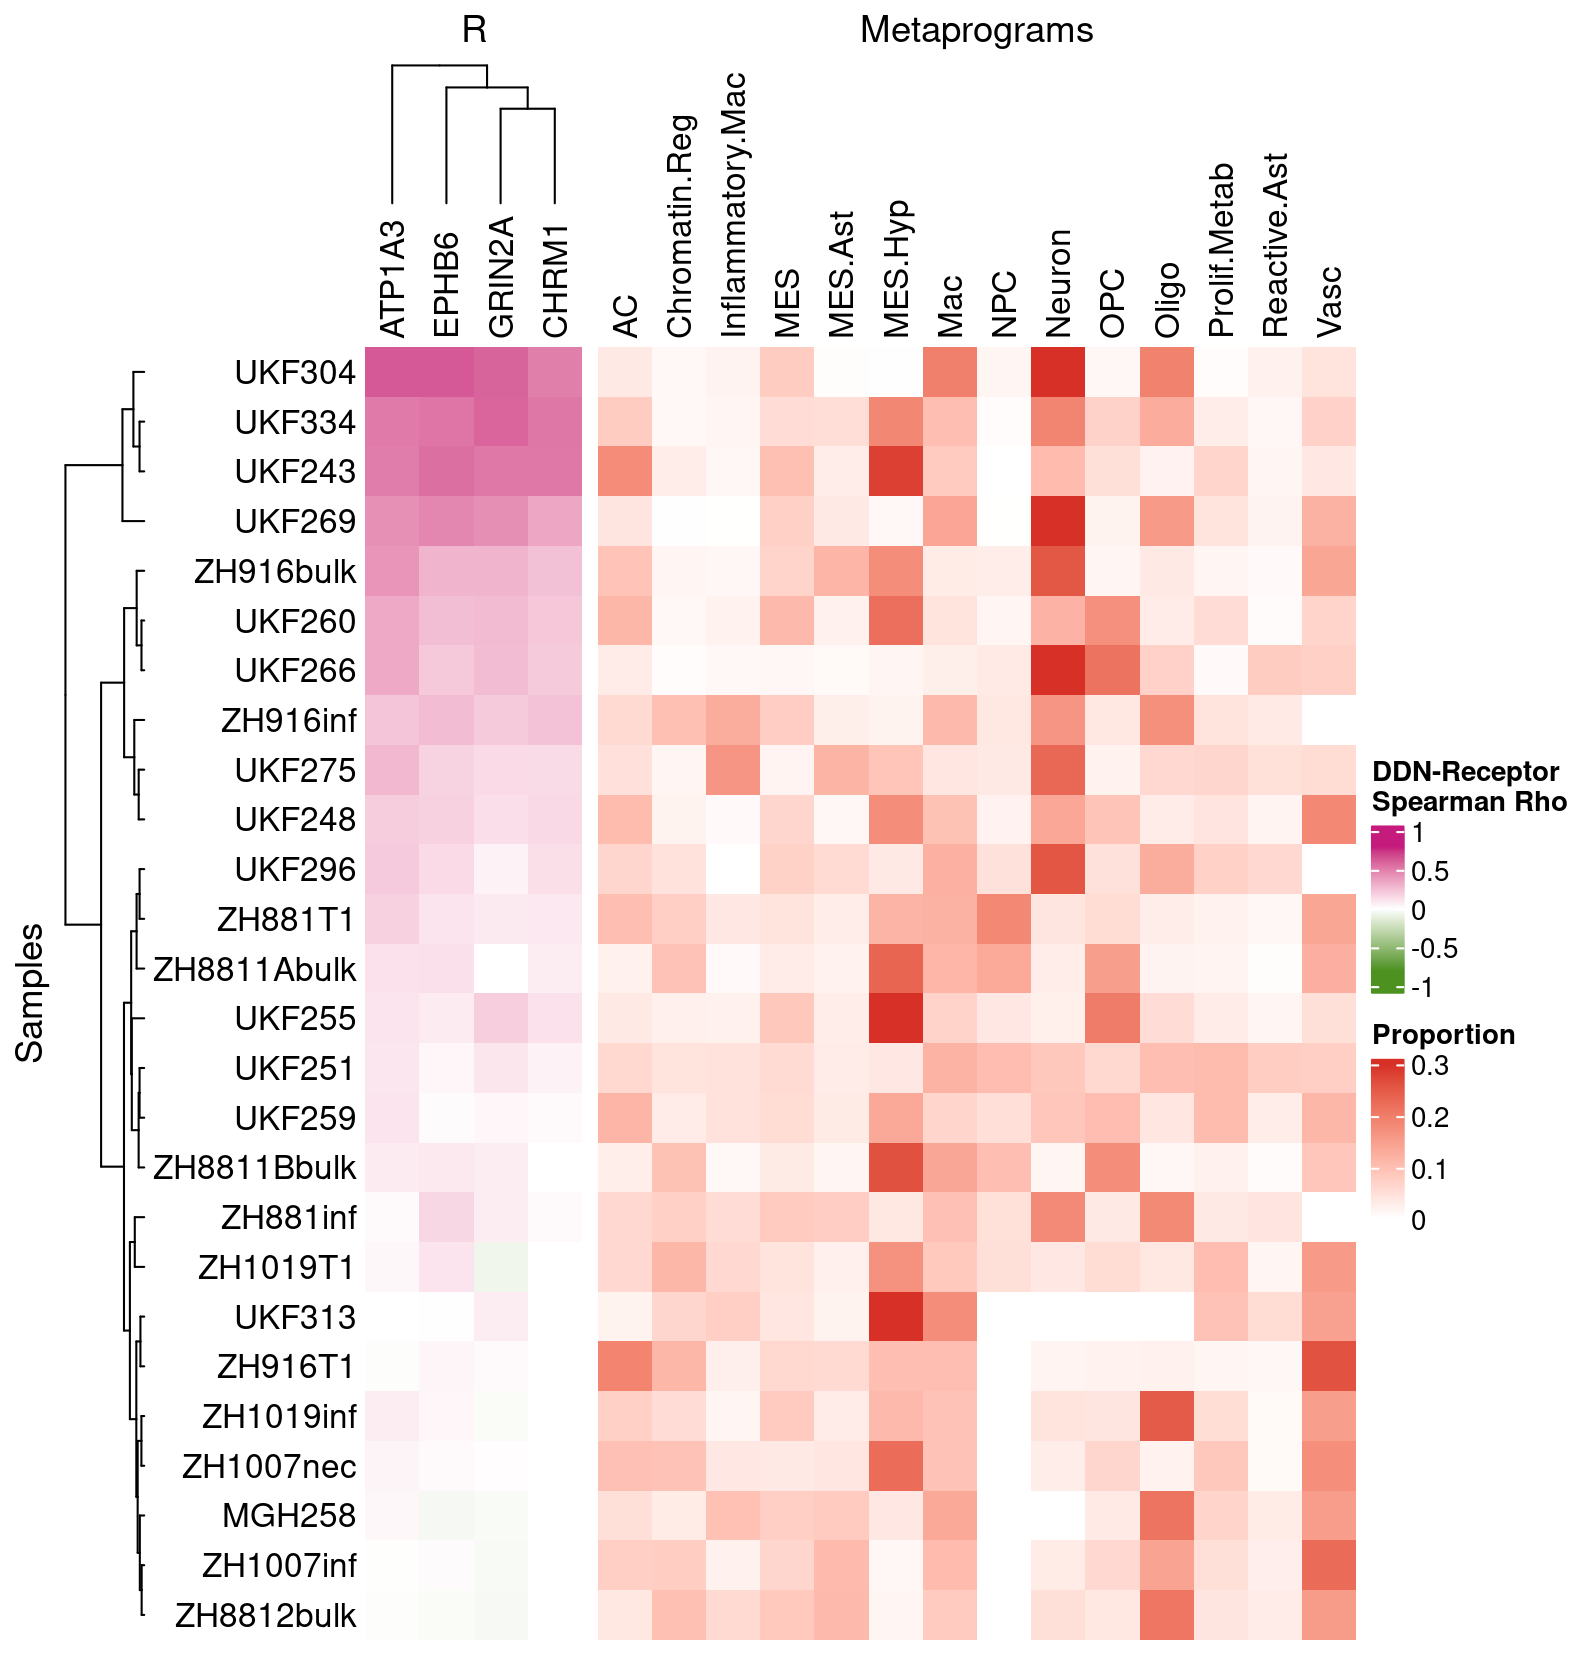 R
Metaprograms
ATP1A3
EPHB6
GRIN2A
CHRM1
AC
Chromatin.Reg
Inflammatory.Mac
MES
MES.Ast
MES.Hyp
Mac
NPC
Neuron
OPC
Oligo
Prolif.Metab
Reactive.Ast
Vasc
Samples
UKF304
UKF334
UKF243
UKF269
ZH916bulk
UKF260
UKF266
ZH916inf
UKF275
UKF248
UKF296
ZH881T1
ZH8811Abulk
UKF255
UKF251
UKF259
ZH8811Bbulk
ZH881inf
ZH1019T1
UKF313
ZH916T1
ZH1019inf
ZH1007nec
MGH258
ZH1007inf
ZH8812bulk
DDN-Receptor
Spearman Rho
1
0.5
0
-0.5
-1
Proportion
0.3
0.2
0.1
0